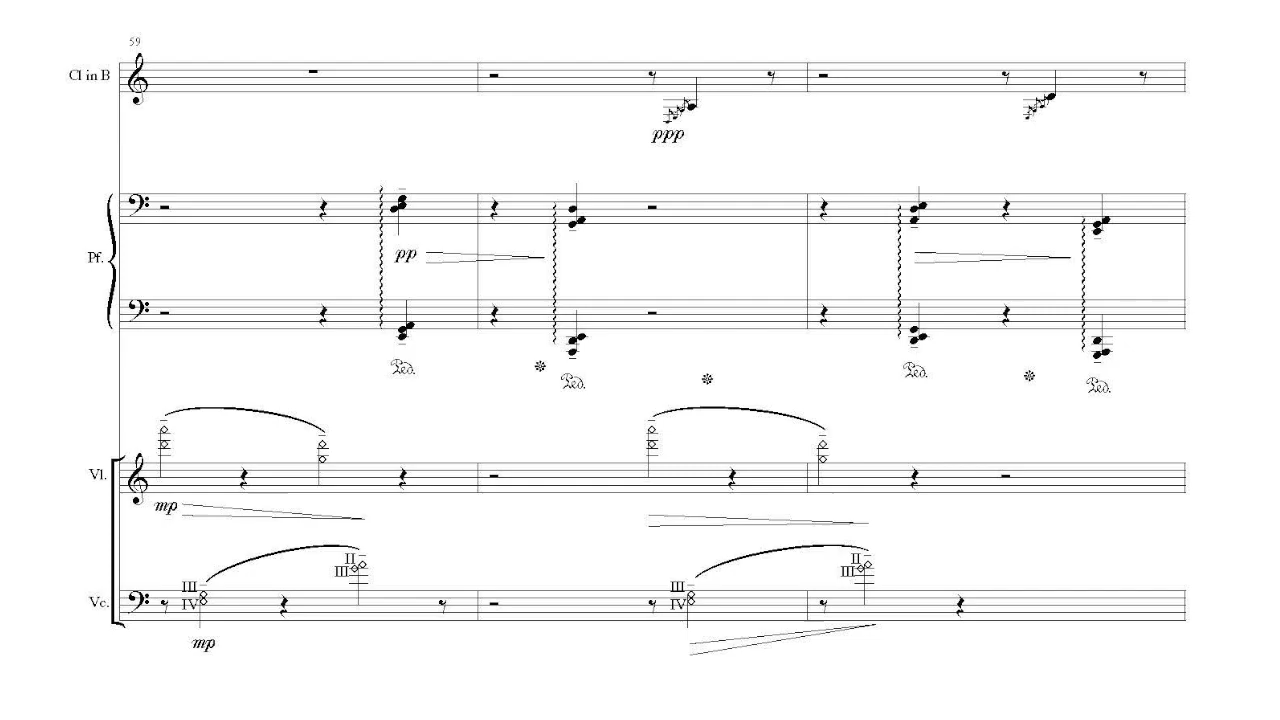 59
Cl in B
ppp
Pf.
pp
Ped.
Ped.
Ped.
Ped.
Vl.
mp
II
III
II
III
III
IV
III
IV
Vc.
mp